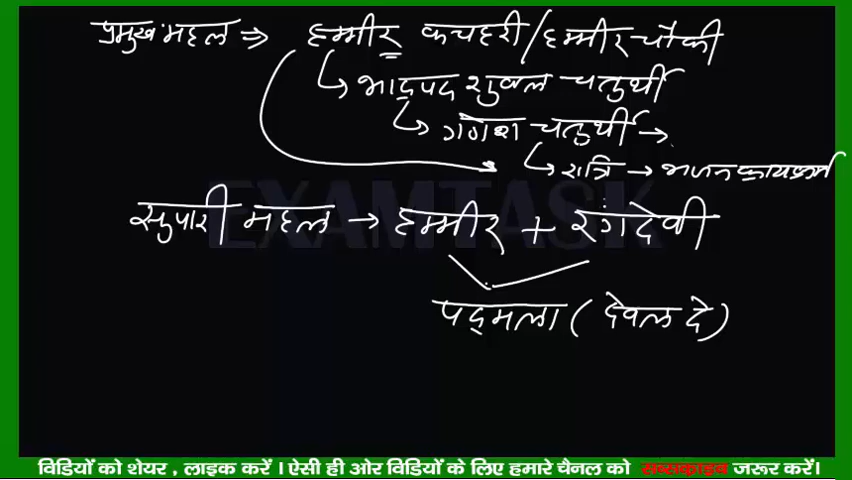 प्रमुख महल ⇒ हम्मीर कचहरी/हम्मीर चौकी
↳ भाद्रपद शुक्ल चतुर्थी
↳ गणेश चतुर्थी →
↳ रात्रि → भजन कार्यक्रम
EXAMTASK
सुपारी महल → हम्मीर + रंगदेवी
पद्मला (देवल दे)
विडियों को शेयर , लाइक करें । ऐसी ही ओर विडियों के लिए हमारे चैनल को सब्सक्राइब जरूर करें।